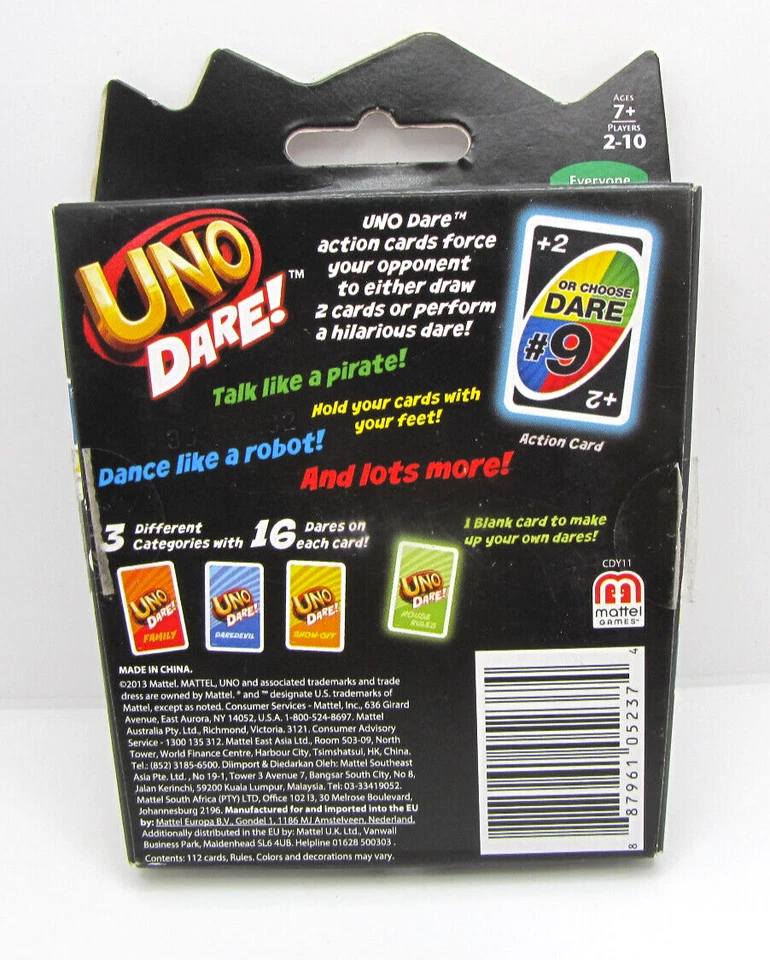 AGES
7+
PLAYERS
2-10
Everyone
UNO
DARE!™
UNO Dare™
action cards force
your opponent
to either draw
2 cards or perform
a hilarious dare!
+2
OR CHOOSE
DARE
#9
+2
Action Card
Talk like a pirate!
Hold your cards with
your feet!
Dance like a robot!
And lots more!
3 Different
Categories with 16 Dares on
each card!
1 Blank card to make
up your own dares!
UNO
DARE!
FAMILY
UNO
DARE!
DAREDEVIL
UNO
DARE!
SHOW-OFF
UNO
DARE!
HOUSE
RULES
CDY11
mattel
GAMES™
MADE IN CHINA.
©2013 Mattel. MATTEL, UNO and associated trademarks and trade
dress are owned by Mattel. ® and ™ designate U.S. trademarks of
Mattel, except as noted. Consumer Services - Mattel, Inc., 636 Girard
Avenue, East Aurora, NY 14052, U.S.A. 1-800-524-8697. Mattel
Australia Pty. Ltd., Richmond, Victoria. 3121. Consumer Advisory
Service - 1300 135 312. Mattel East Asia Ltd., Room 503-09, North
Tower, World Finance Centre, Harbour City, Tsimshatsui, HK, China.
Tel.: (852) 3185-6500. Diimport & Diedarkan Oleh: Mattel Southeast
Asia Pte. Ltd. , No 19-1, Tower 3 Avenue 7, Bangsar South City, No 8,
Jalan Kerinchi, 59200 Kuala Lumpur, Malaysia. Tel: 03-33419052.
Mattel South Africa (PTY) LTD, Office 102 I3, 30 Melrose Boulevard,
Johannesburg 2196. Manufactured for and imported into the EU
by: Mattel Europa B.V., Gondel 1, 1186 MJ Amstelveen, Nederland.
Additionally distributed in the EU by: Mattel U.K. Ltd., Vanwall
Business Park, Maidenhead SL6 4UB. Helpline 01628 500303 .
Contents: 112 cards, Rules. Colors and decorations may vary.
8 87961 05237 4